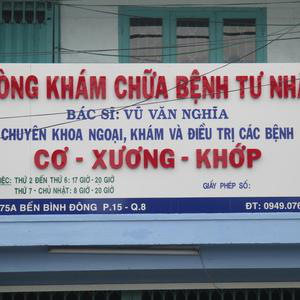 ÒNG KHÁM CHỮA BỆNH TƯ NHÂ
BÁC SĨ: VŨ VĂN NGHĨA
CHUYÊN KHOA NGOẠI, KHÁM VÀ ĐIỀU TRỊ CÁC BỆNH
CƠ - XƯƠNG - KHỚP
VIỆC: THỨ 2 ĐẾN THỨ 6: 17 GIỜ - 20 GIỜ
THỨ 7 - CHỦ NHẬT: 8 GIỜ - 20 GIỜ
GIẤY PHÉP SỐ:
75A BẾN BÌNH ĐÔNG P.15 - Q.8
ĐT: 0949.076